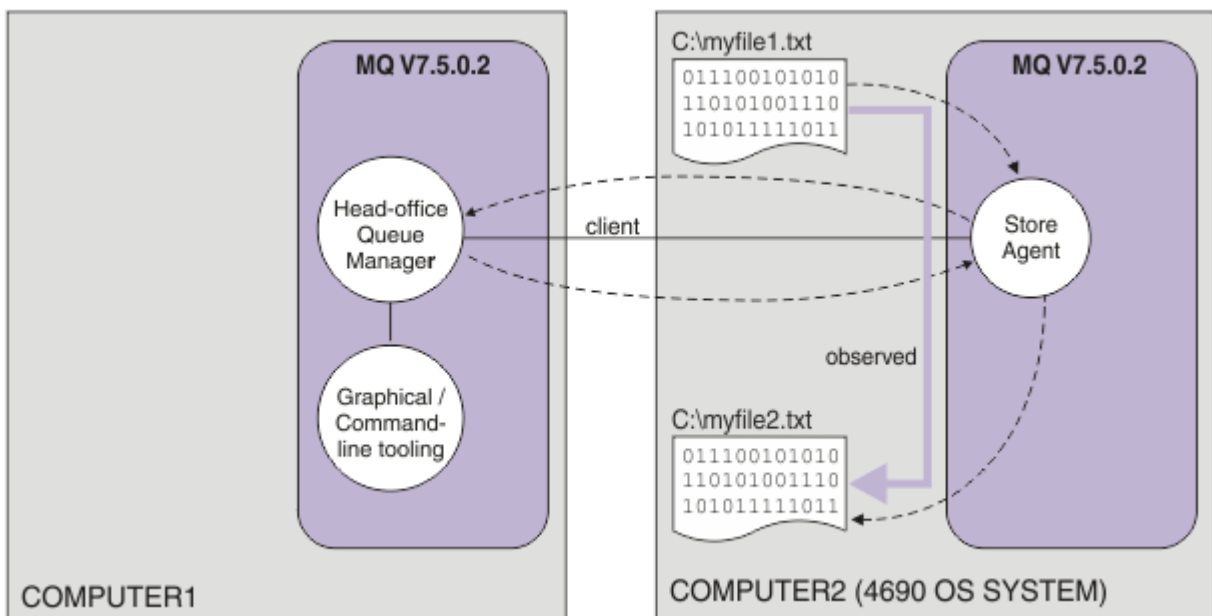 MQ V7.5.0.2
Head-office
Queue
Manager
Graphical /
Command-
line tooling
COMPUTER1
client
C:\myfile1.txt
011100101010
110101001110
101011111011
MQ V7.5.0.2
Store
Agent
observed
C:\myfile2.txt
011100101010
110101001110
101011111011
COMPUTER2 (4690 OS SYSTEM)